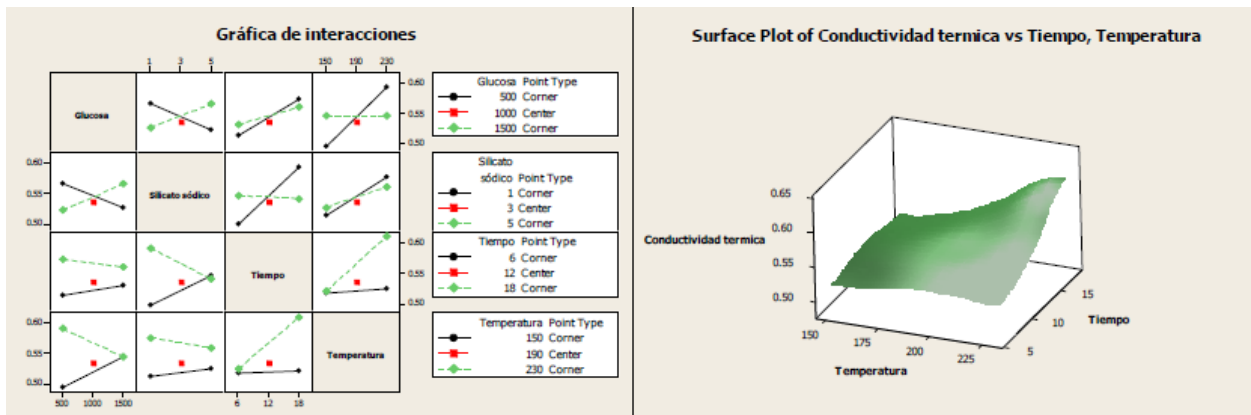 Gráfica de interacciones
1 3 5
150 190 230
Glucosa
0.60
0.55
0.50
Glucosa Point Type
500 Corner
1000 Center
1500 Corner
0.60
0.55
0.50
Silicato sódico
Silicato
sódico Point Type
1 Corner
3 Center
5 Corner
Tiempo
0.60
0.55
0.50
Tiempo Point Type
6 Corner
12 Center
18 Corner
0.60
0.55
0.50
Temperatura
Temperatura Point Type
150 Corner
190 Center
230 Corner
500 1000 1500
6 12 18
Surface Plot of Conductividad termica vs Tiempo, Temperatura
0.65
0.60
Conductividad termica
0.55
0.50
150
175
200
225
Temperatura
5
10
15
Tiempo